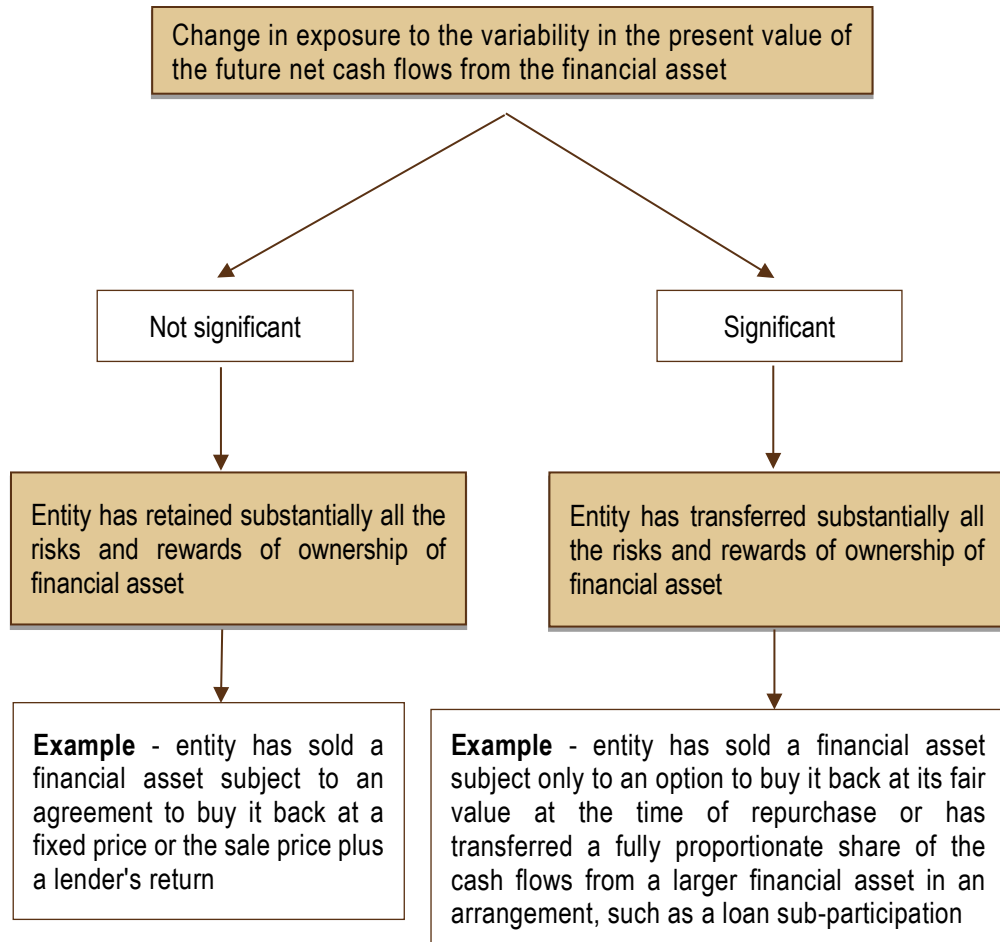 Change in exposure to the variability in the present value of
the future net cash flows from the financial asset
Not significant
Significant
Entity has retained substantially all the
risks and rewards of ownership of
financial asset
Entity has transferred substantially all
the risks and rewards of ownership of
financial asset
Example - entity has sold a
financial asset subject to an
agreement to buy it back at a
fixed price or the sale price plus
a lender's return
Example - entity has sold a financial asset
subject only to an option to buy it back at its fair
value at the time of repurchase or has
transferred a fully proportionate share of the
cash flows from a larger financial asset in an
arrangement, such as a loan sub-participation